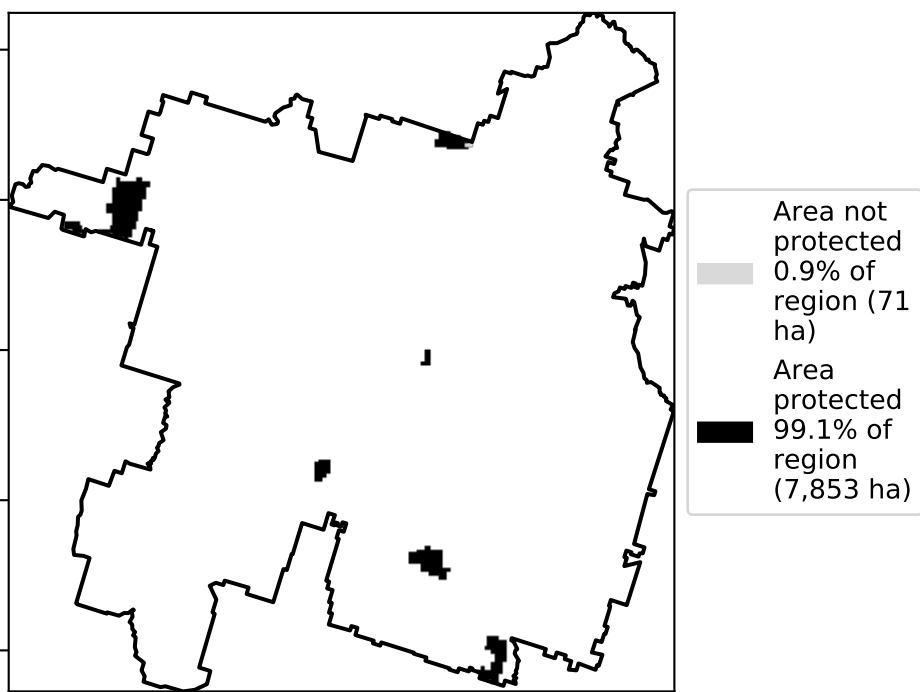 Area not
protected
0.9% of
region (71
ha)
Area
protected
99.1% of
region
(7,853 ha)